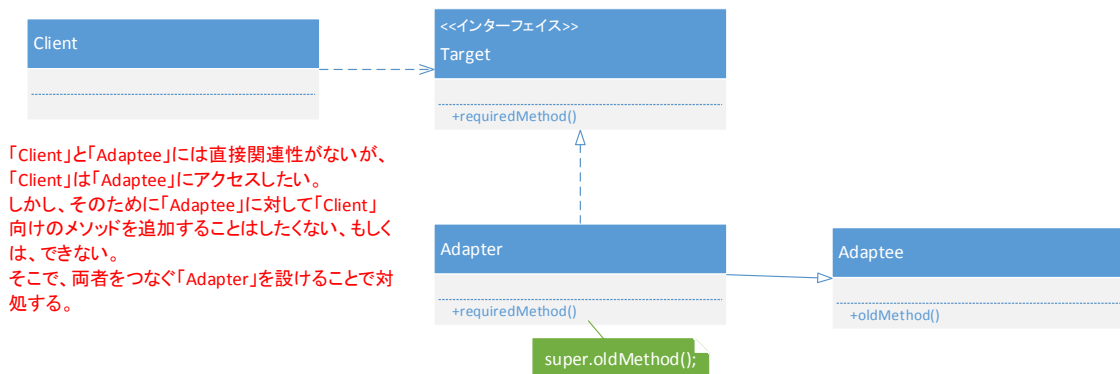 Client
<<インターフェイス>>
Target
+requiredMethod()
「Client」と「Adaptee」には直接関連性がないが、
「Client」は「Adaptee」にアクセスしたい。
しかし、そのために「Adaptee」に対して「Client」
向けのメソッドを追加することはしたくない、もしく
は、できない。
そこで、両者をつなぐ「Adapter」を設けることで対
処する。
Adapter
+requiredMethod()
Adaptee
+oldMethod()
super.oldMethod();